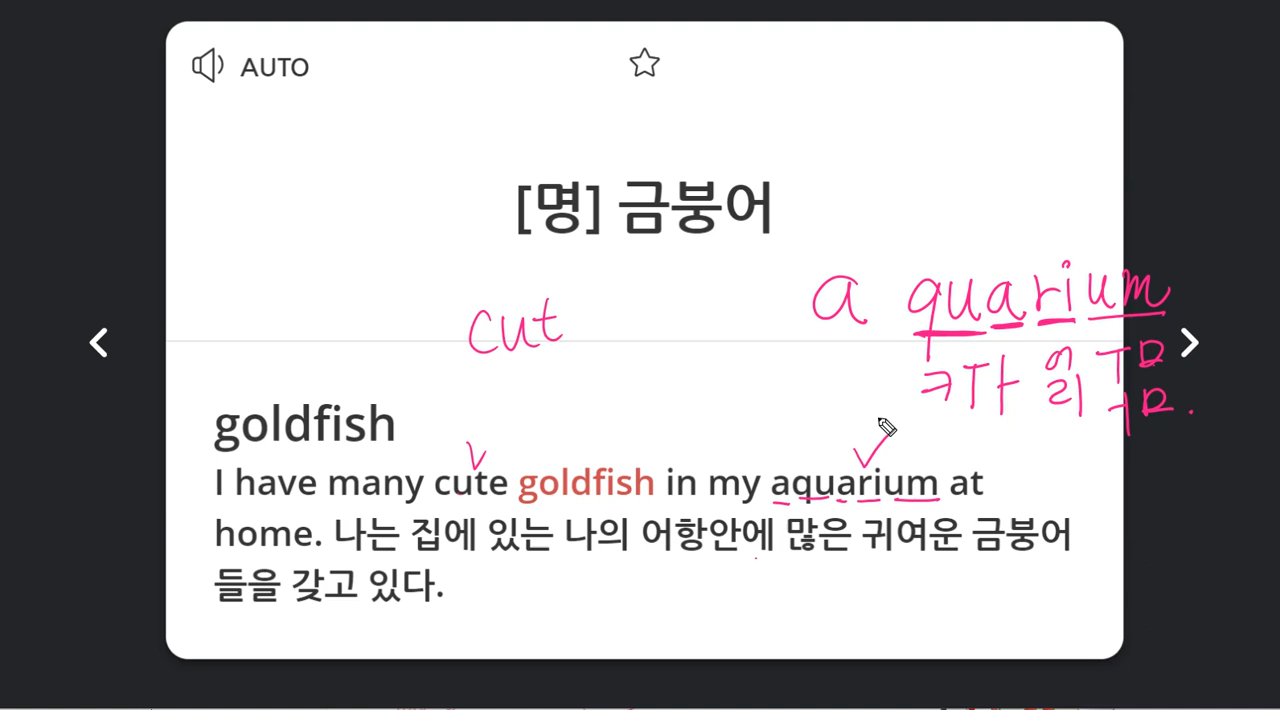 AUTO
[명] 금붕어
a quarium
cut
goldfish
I have many cute goldfish in my aquarium at
home. 나는 집에 있는 나의 어항안에 많은 귀여운 금붕어
들을 갖고 있다.